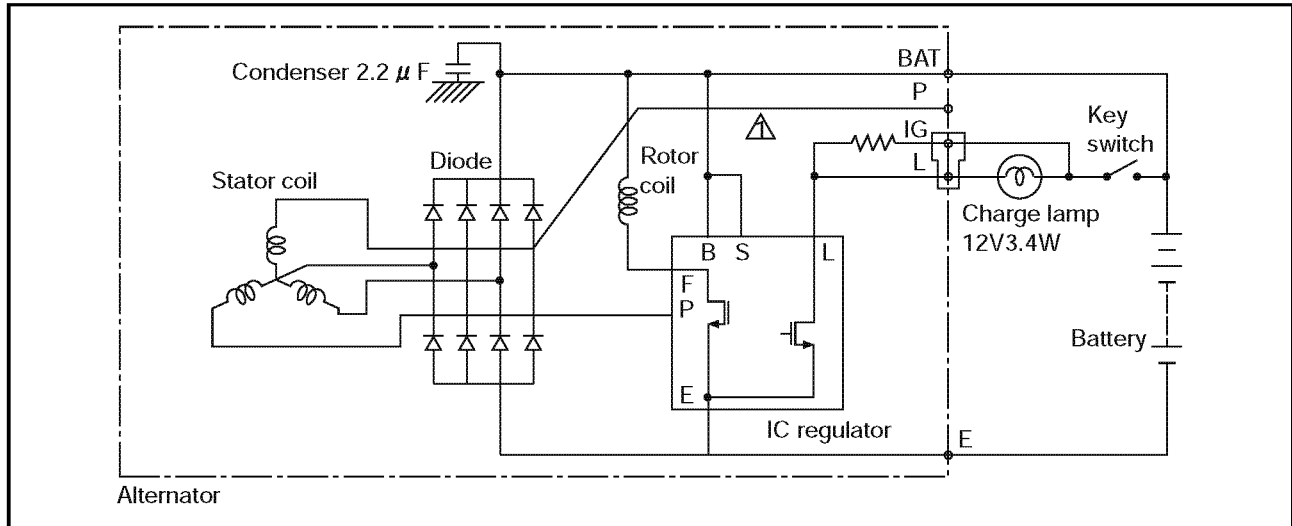 BAT
Condenser 2.2 μ F
P
Key
switch
IG
Diode
Rotor
coil
L
Stator coil
Charge lamp
12V3.4W
B S L
F
P
Battery
E
IC regulator
E
Alternator
1